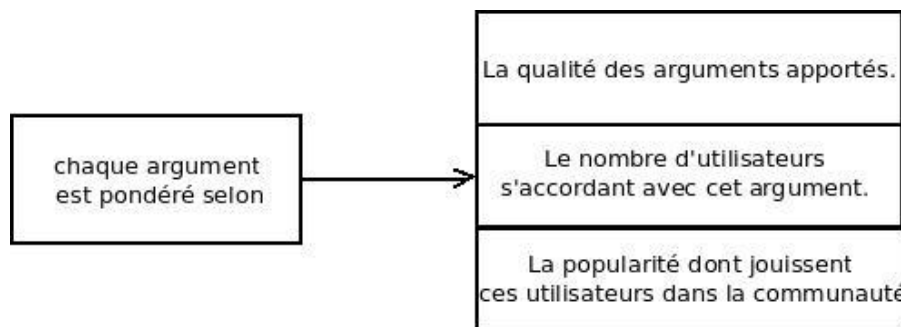 chaque argument
est pondéré selon
La qualité des arguments apportés.
Le nombre d'utilisateurs
s'accordant avec cet argument.
La popularité dont jouissent
ces utilisateurs dans la communauté